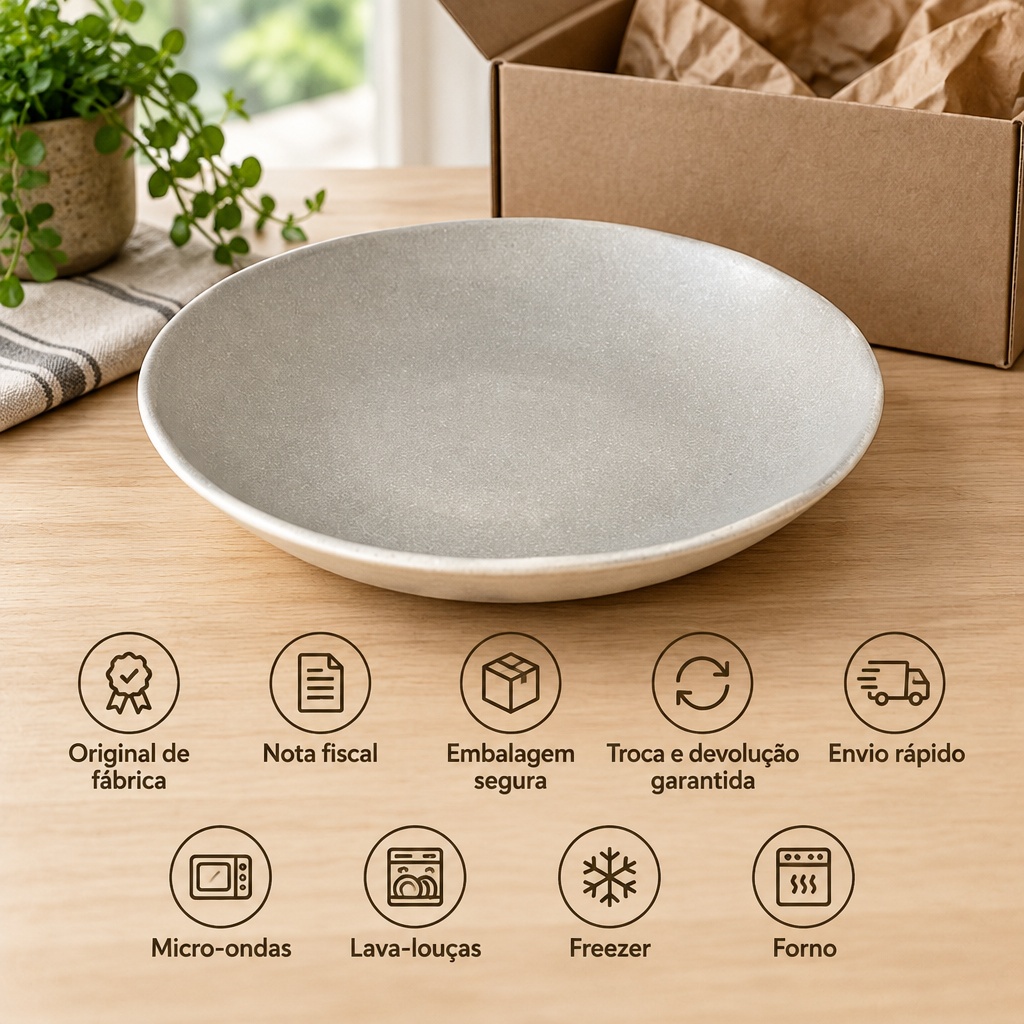 Original de
fábrica
Nota fiscal
Embalagem
segura
Troca e devolução
garantida
Envio rápido
Micro-ondas
Lava-louças
Freezer
Forno